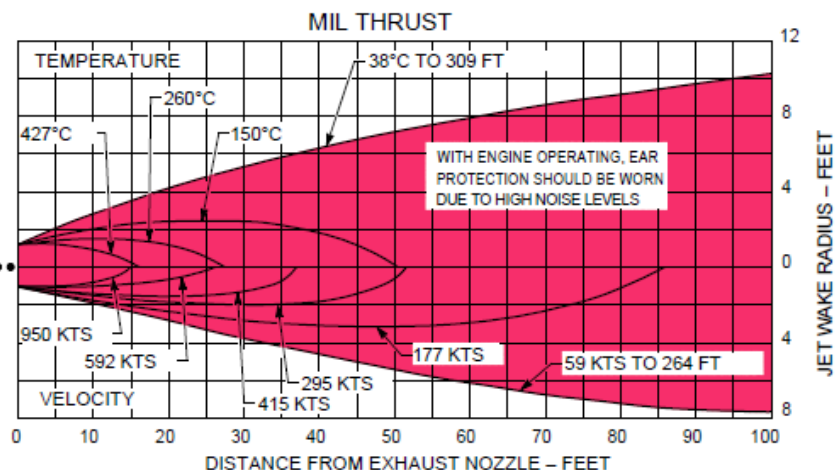 MIL THRUST
12
TEMPERATURE
38°C TO 309 FT
260°C
427°C
150°C
8
WITH ENGINE OPERATING, EAR
PROTECTION SHOULD BE WORN
DUE TO HIGH NOISE LEVELS
4
0
JET WAKE RADIUS – FEET
950 KTS
592 KTS
177 KTS
59 KTS TO 264 FT
4
295 KTS
415 KTS
VELOCITY
8
0 10 20 30 40 50 60 70 80 90 100
DISTANCE FROM EXHAUST NOZZLE – FEET